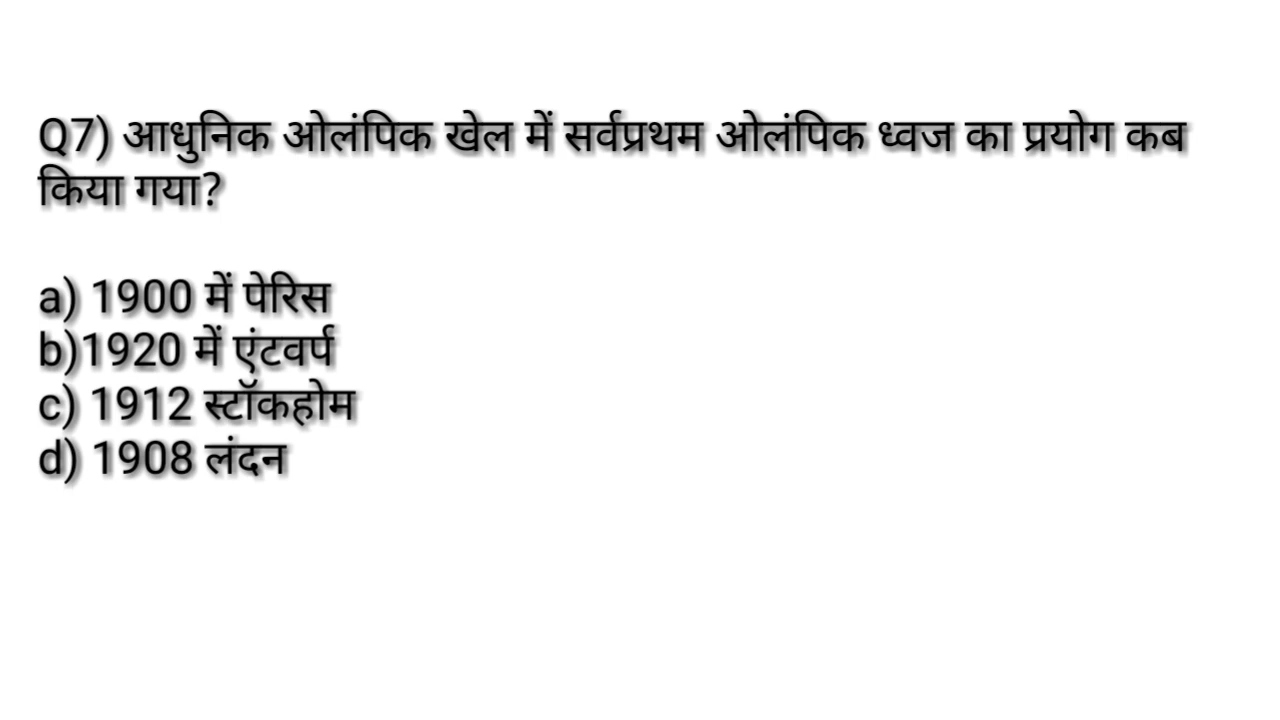 Q7) आधुनिक ओलंपिक खेल में सर्वप्रथम ओलंपिक ध्वज का प्रयोग कब
किया गया?
a) 1900 में पेरिस
b)1920 में एंटवर्प
c) 1912 स्टॉकहोम
d) 1908 लंदन